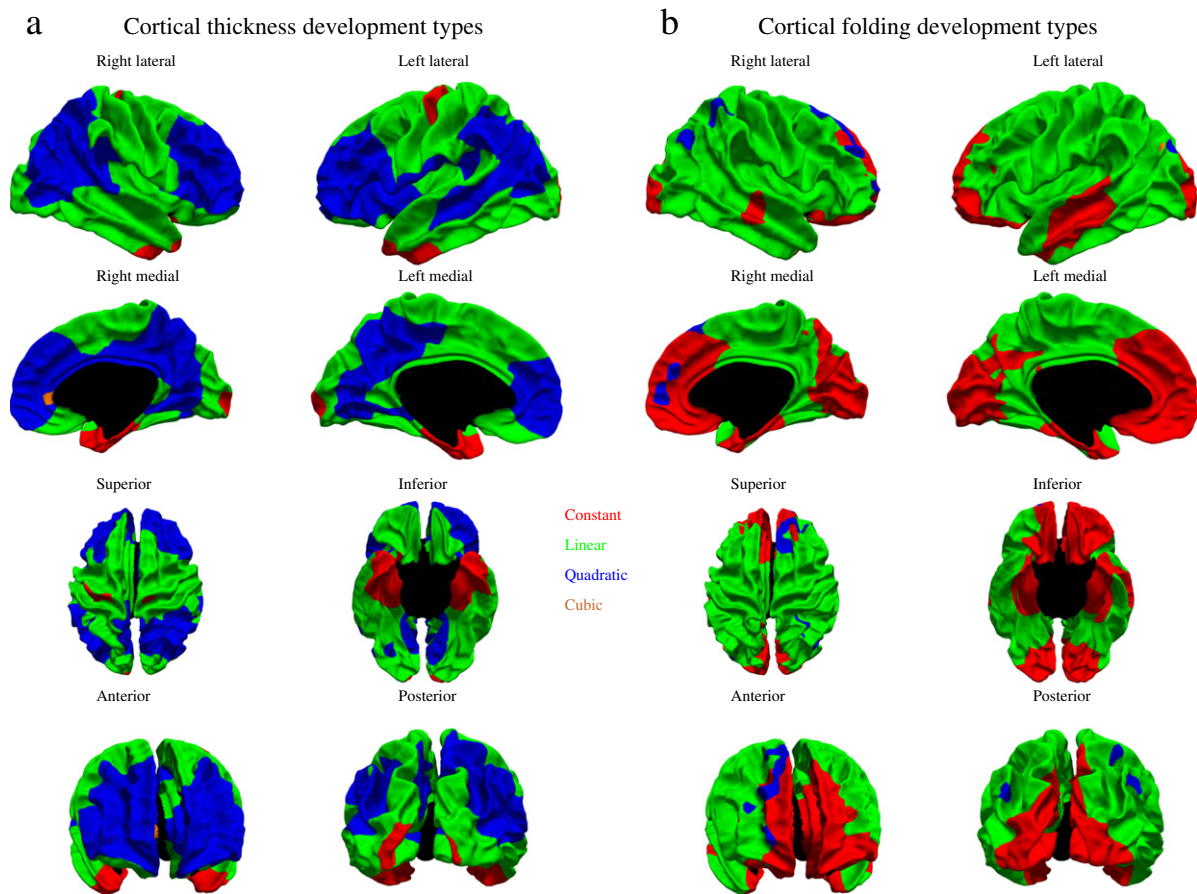 a
Cortical thickness development types
b
Cortical folding development types
Right lateral
Left lateral
Right lateral
Left lateral
Right medial
Left medial
Right medial
Left medial
Superior
Inferior
Superior
Inferior
Constant
Linear
Quadratic
Cubic
Anterior
Posterior
Anterior
Posterior